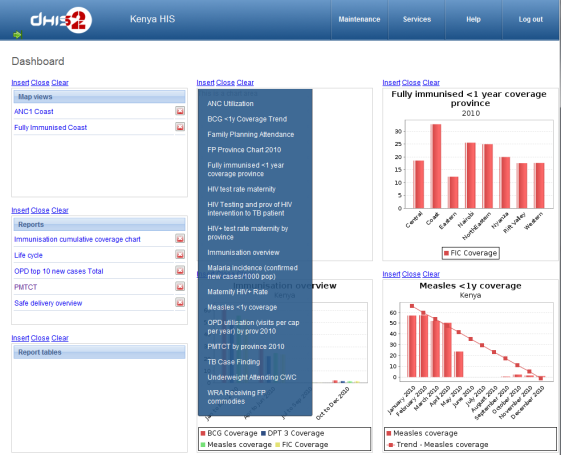 dhis2
Kenya HIS
Maintenance
Services
Help
Log out
Dashboard
Insert Close Clear
Map views
ANC1 Coast
Fully Immunised Coast
Insert Close Clear
Reports
Immunisation cumulative coverage chart
Life cycle
OPD top 10 new cases Total
PMTCT
Safe delivery overview
Insert Close Clear
Report tables
Insert Close Clear
ANC Utilization
BCG <1y Coverage Trend
Family Planning Attendance
FP Province Chart 2010
Fully immunised <1 year
coverage province
HIV test rate maternity
HIV Testing and prov of HIV
intervention to TB patient
HIV+ test rate maternity by
province
Immunisation overview
Malaria incidence (confirmed
new cases/1000 pop)
Maternity HIV+ Rate
Measles <1y coverage
OPD utilisation (visits per cap
per year) by prov 2010
PMTCT by province 2010
TB Case Finding
Underweight Attending CWC
WRA Receiving FP
commodities
Immunisation overview
Kenya
Oct to Dec 2010
BCG Coverage
DPT 3 Coverage
Measles coverage
FIC Coverage
Insert Close Clear
Fully immunised <1 year coverage
province
2010
30
25
20
15
10
5
0
Central
Coast
Eastern
Nairobi
NorthEastern
Nyanza
Rift Valley
Western
FIC Coverage
Insert Close Clear
Measles <1y coverage
Kenya
60
50
40
30
20
10
0
January 2010
February 2010
March 2010
April 2010
May 2010
June 2010
July 2010
August 2010
September 2010
October 2010
November 2010
December 2010
Measles coverage
Trend - Measles coverage